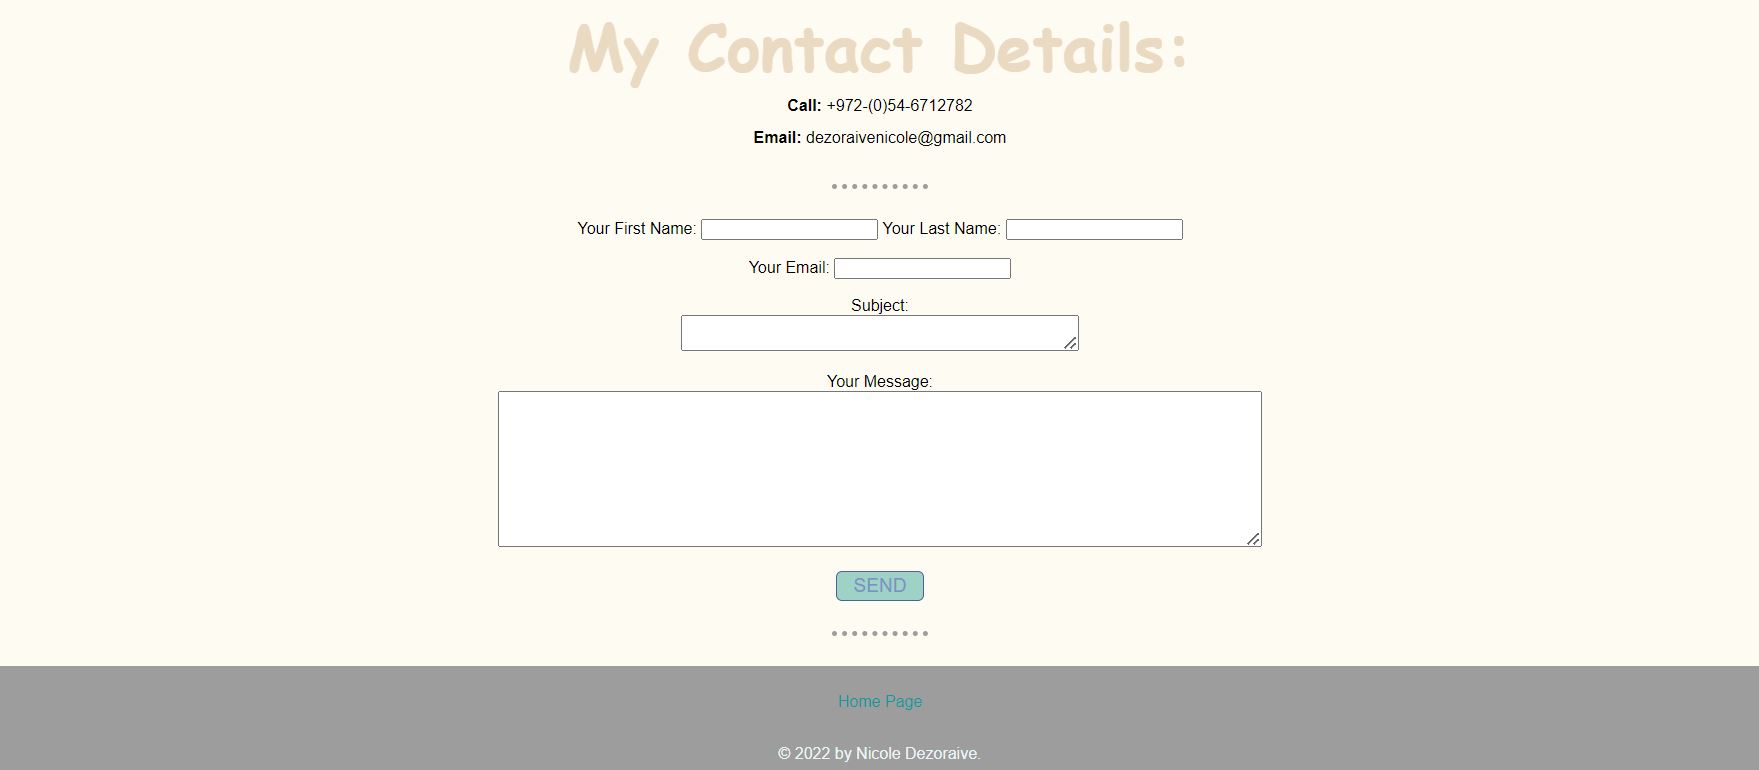 My Contact Details:
Call: +972-(0)54-6712782
Email: dezoraivenicole@gmail.com
Your First Name: Your Last Name:
Your Email:
Subject:
Your Message:
SEND
Home Page
© 2022 by Nicole Dezoraive.